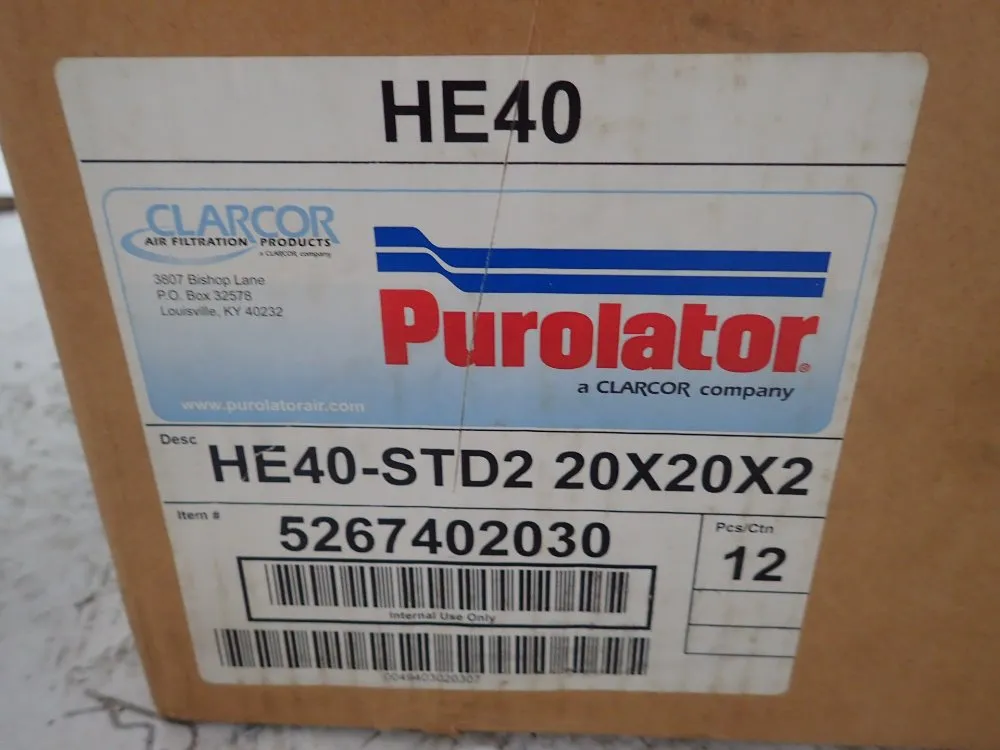 HE40
CLARCOR
AIR FILTRATION PRODUCTS
a CLARCOR company
3807 Bishop Lane
P.O. Box 32578
Louisville, KY 40232
www.purolatorair.com
Purolator®
a CLARCOR company
Desc
HE40-STD2 20X20X2
Item #
5267402030
Pcs/Ctn
12
Internal Use Only
0049403020307